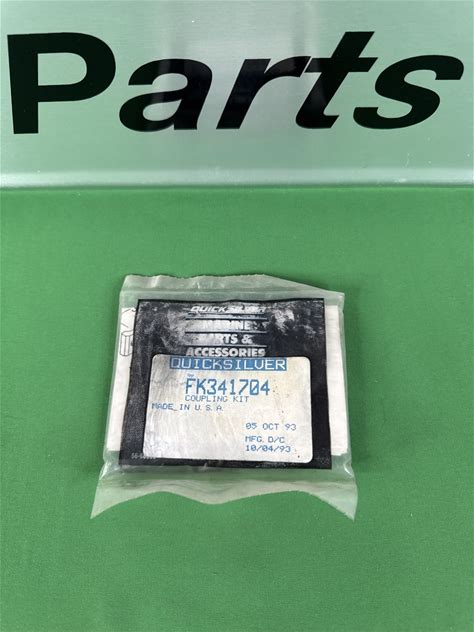 Parts
QUICKSILVER
MARINE
PARTS &
ACCESSORIES
QUICKSILVER
FK341704
COUPLING KIT
MADE IN U.S.A
05 OCT 93
MFG. D/C
10/04/93